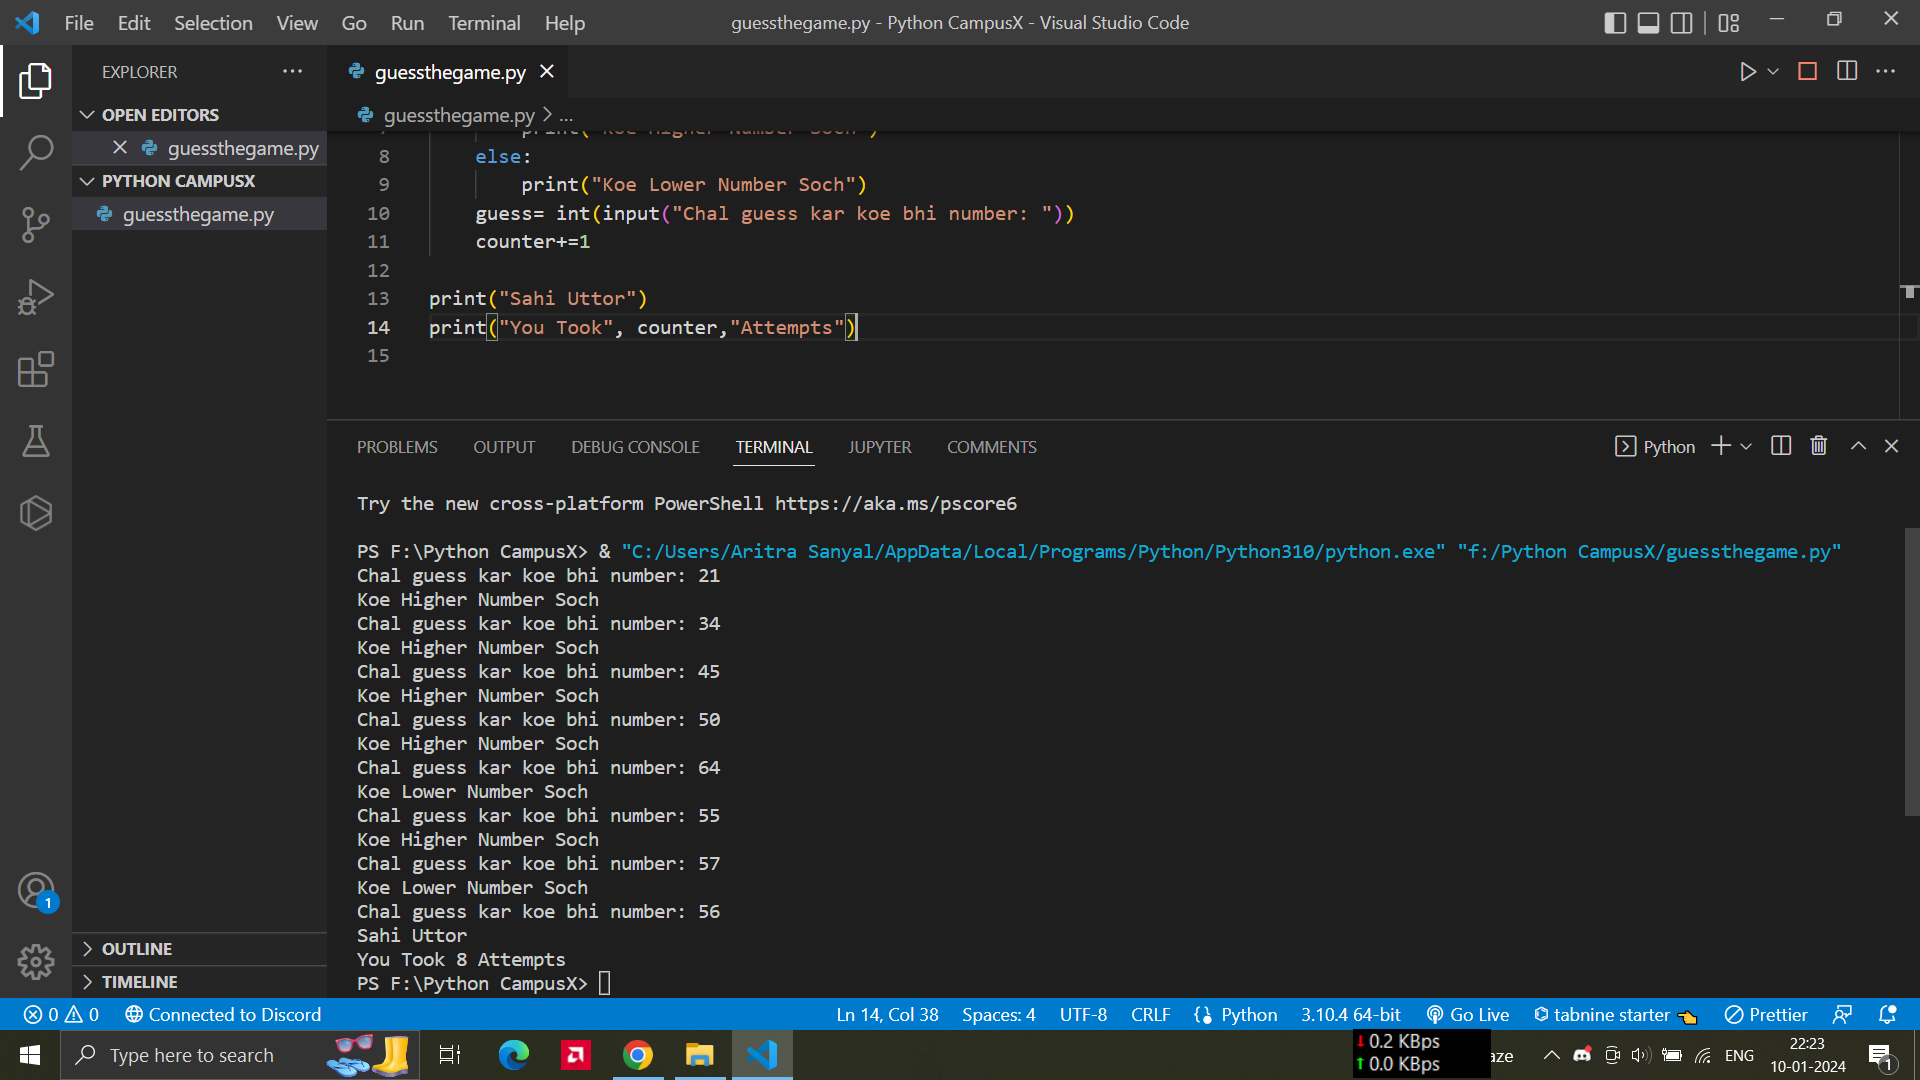 File Edit Selection View Go Run Terminal Help
guessthegame.py - Python CampusX - Visual Studio Code
EXPLORER
guessthegame.py
OPEN EDITORS
guessthegame.py > ...
guessthegame.py
PYTHON CAMPUSX
guessthegame.py
7 print("Koe Higher Number Soch")
8 else:
9 print("Koe Lower Number Soch")
10 guess= int(input("Chal guess kar koe bhi number: "))
11 counter+=1
12
13 print("Sahi Uttor")
14 print("You Took", counter,"Attempts")
15
PROBLEMS OUTPUT DEBUG CONSOLE TERMINAL JUPYTER COMMENTS
Python
Try the new cross-platform PowerShell https://aka.ms/pscore6
PS F:\Python CampusX> & "C:/Users/Aritra Sanyal/AppData/Local/Programs/Python/Python310/python.exe" "f:/Python CampusX/guessthegame.py"
Chal guess kar koe bhi number: 21
Koe Higher Number Soch
Chal guess kar koe bhi number: 34
Koe Higher Number Soch
Chal guess kar koe bhi number: 45
Koe Higher Number Soch
Chal guess kar koe bhi number: 50
Koe Higher Number Soch
Chal guess kar koe bhi number: 64
Koe Lower Number Soch
Chal guess kar koe bhi number: 55
Koe Higher Number Soch
Chal guess kar koe bhi number: 57
Koe Lower Number Soch
Chal guess kar koe bhi number: 56
Sahi Uttor
You Took 8 Attempts
PS F:\Python CampusX>
1
OUTLINE
TIMELINE
0 0 Connected to Discord
Ln 14, Col 38 Spaces: 4 UTF-8 CRLF Python 3.10.4 64-bit Go Live tabnine starter Prettier
Type here to search
0.2 KBps
0.0 KBps
aze
ENG
22:23
10-01-2024
1